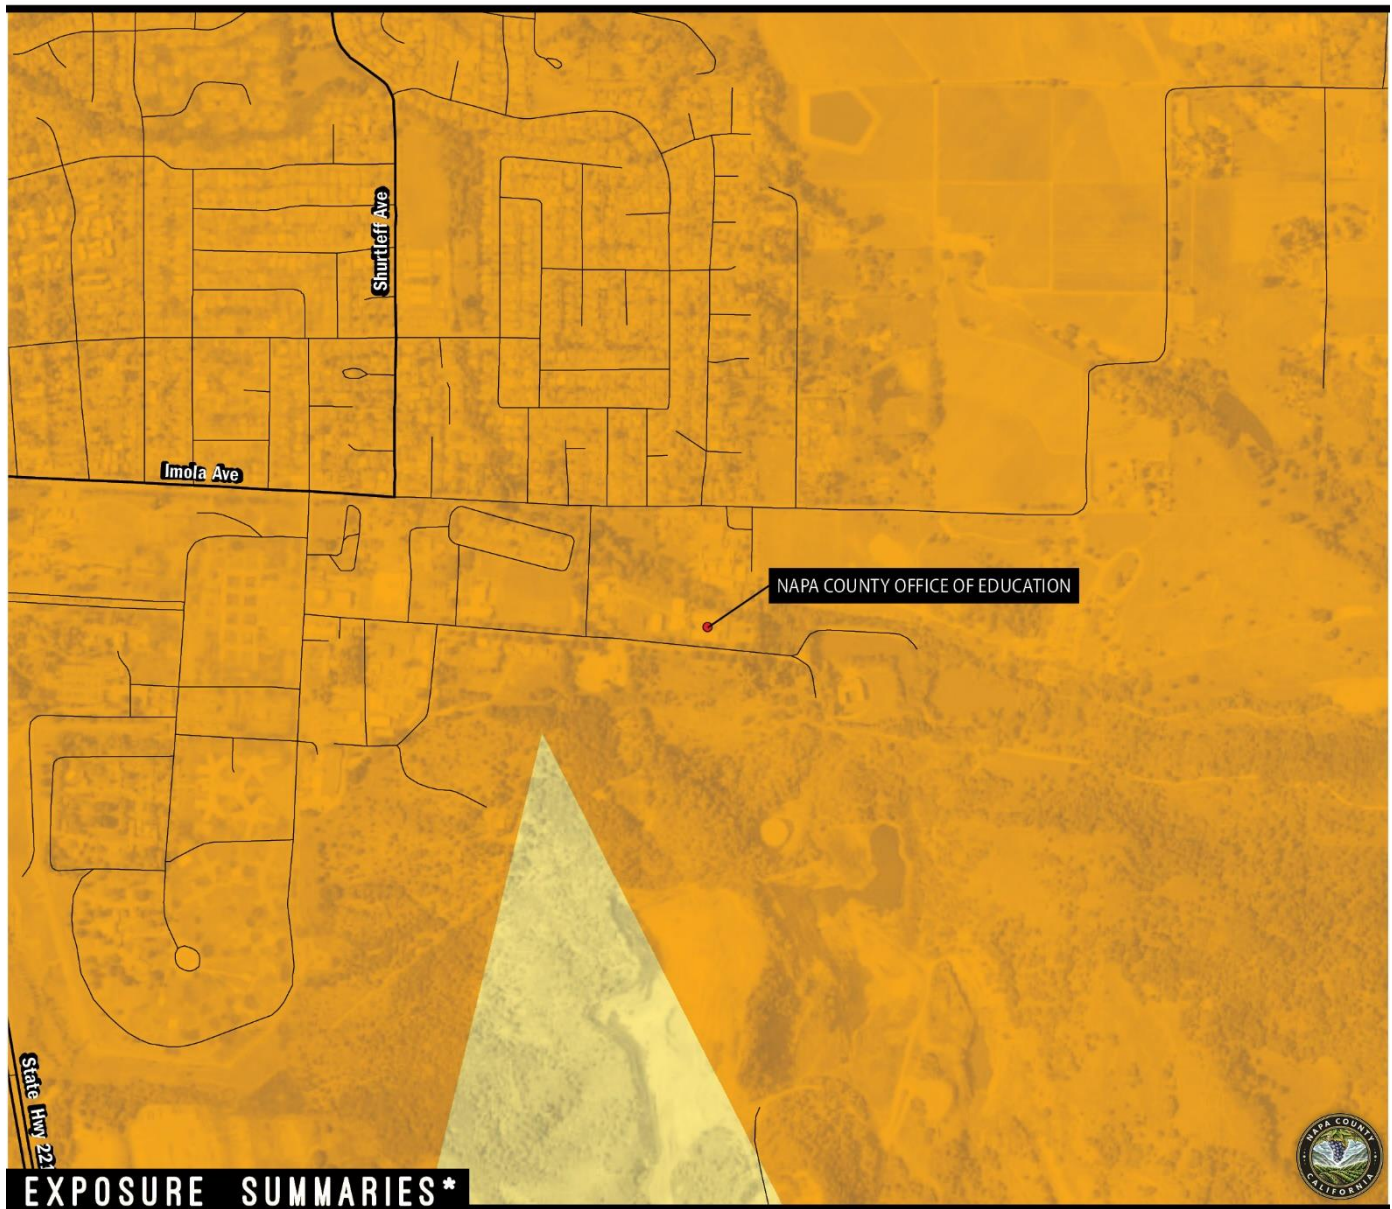 Shurtleff Ave
Imola Ave
NAPA COUNTY OFFICE OF EDUCATION
State Hwy 221
EXPOSURE SUMMARIES*
NAPA COUNTY
CALIFORNIA